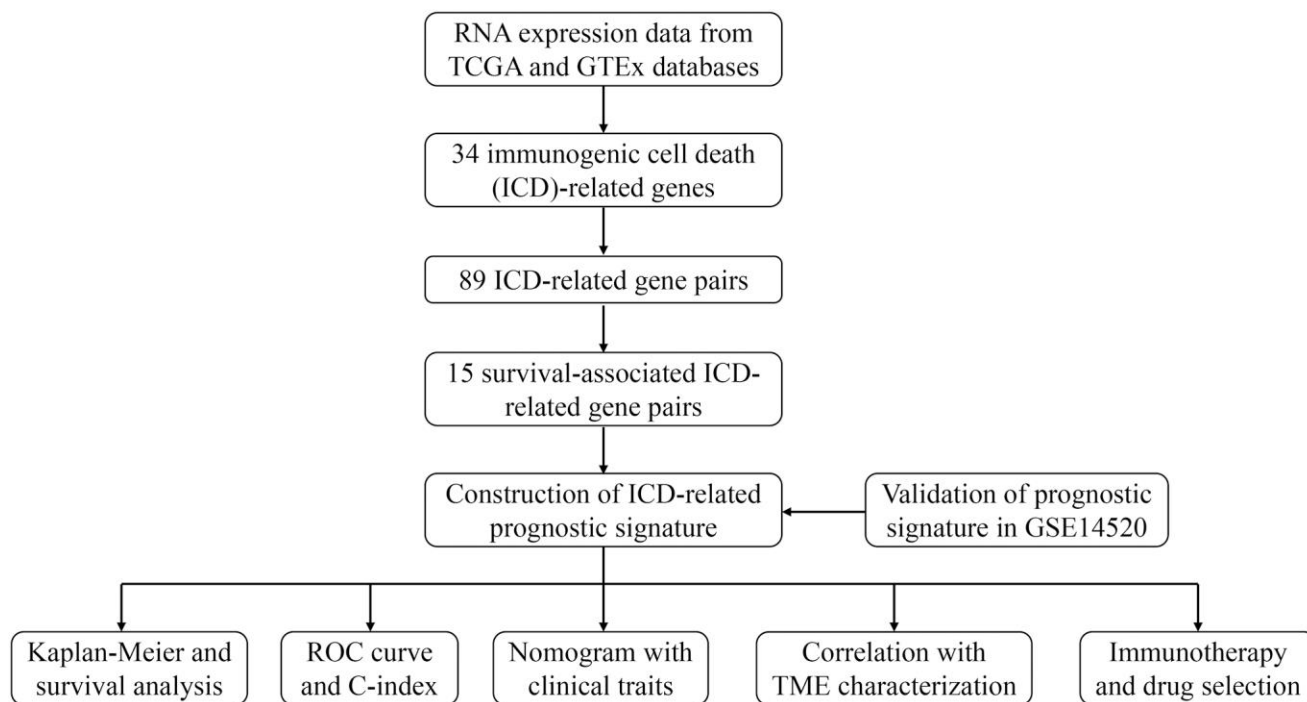 RNA expression data from
TCGA and GTEx databases
34 immunogenic cell death
(ICD)-related genes
89 ICD-related gene pairs
15 survival-associated ICD-
related gene pairs
Construction of ICD-related
prognostic signature
Validation of prognostic
signature in GSE14520
Kaplan-Meier and
survival analysis
ROC curve
and C-index
Nomogram with
clinical traits
Correlation with
TME characterization
Immunotherapy
and drug selection